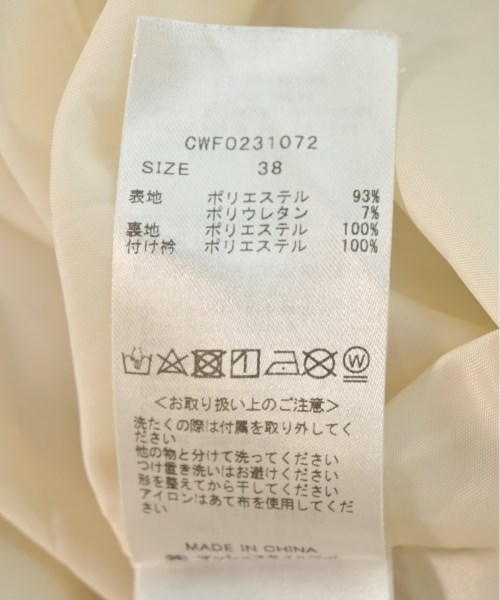 CWF0231072
SIZE 38
表地 ポリエステル 93%
ポリウレタン 7%
裏地 ポリエステル 100%
付け衿 ポリエステル 100%
W
<お取り扱い上のご注意>
洗たくの際は付属を取り外してく
ださい
他の物と分けて洗ってください
つけ置き洗いはお避けください
形を整えてから干してください
アイロンはあて布を使用してくだ
さい
MADE IN CHINA